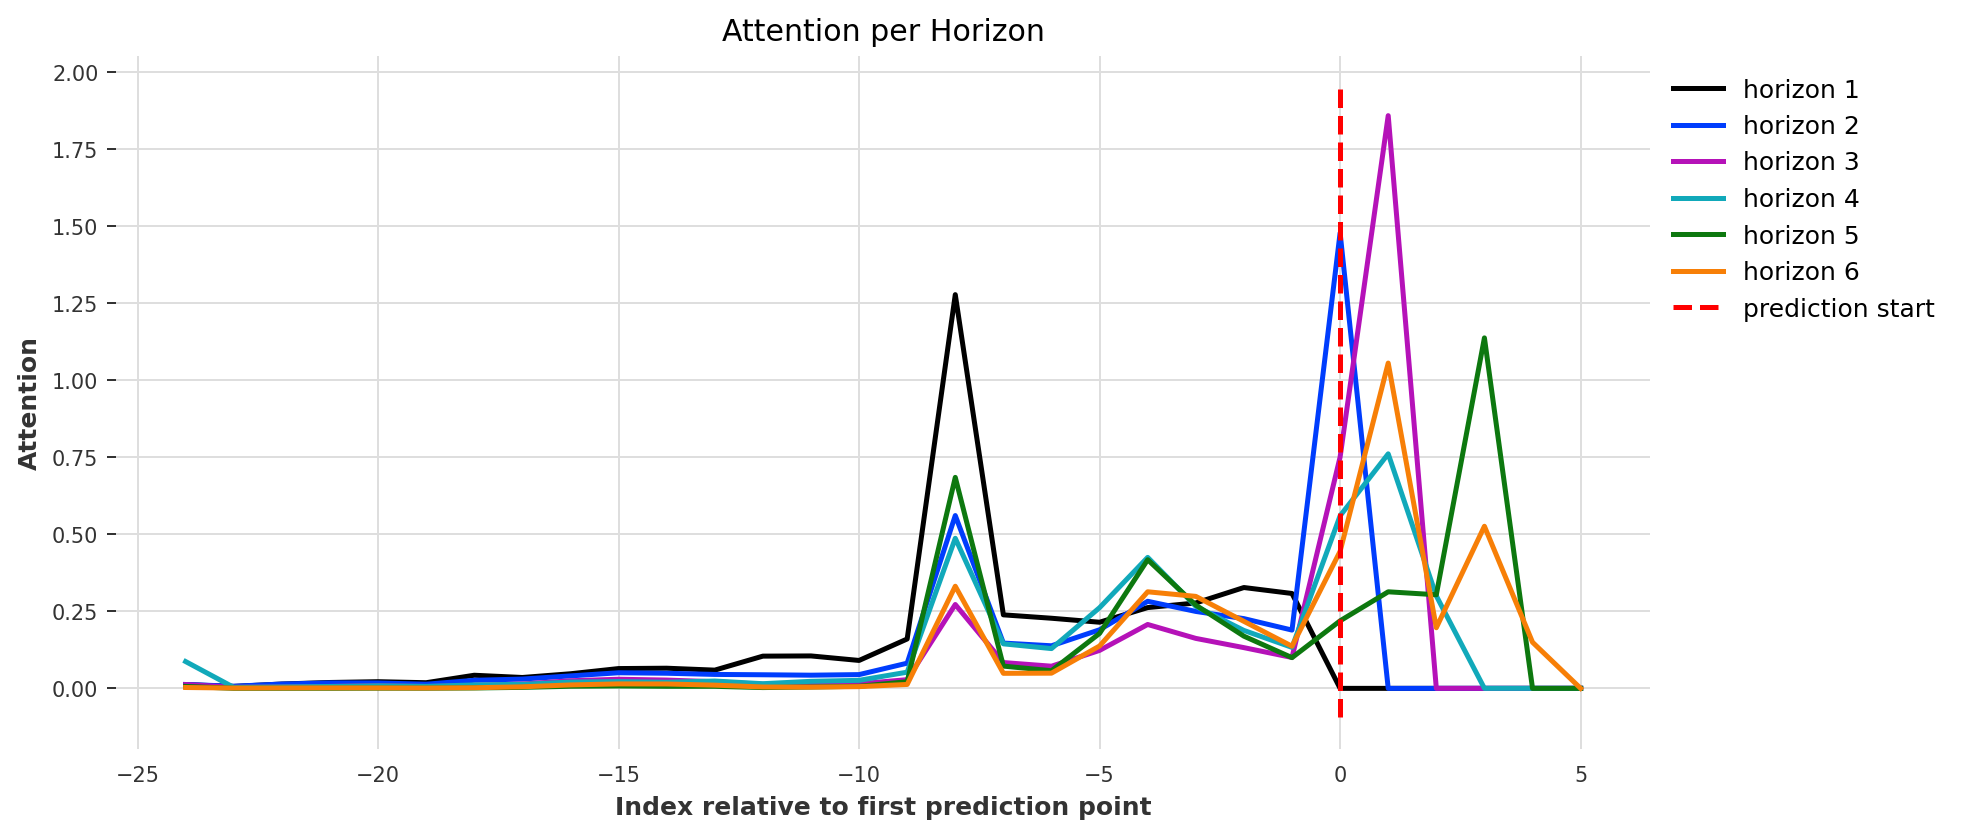 Attention per Horizon
2.00
1.75
1.50
1.25
1.00
0.75
0.50
0.25
0.00
Attention
−25
−20
−15
−10
−5
0
5
Index relative to first prediction point
horizon 1
horizon 2
horizon 3
horizon 4
horizon 5
horizon 6
prediction start